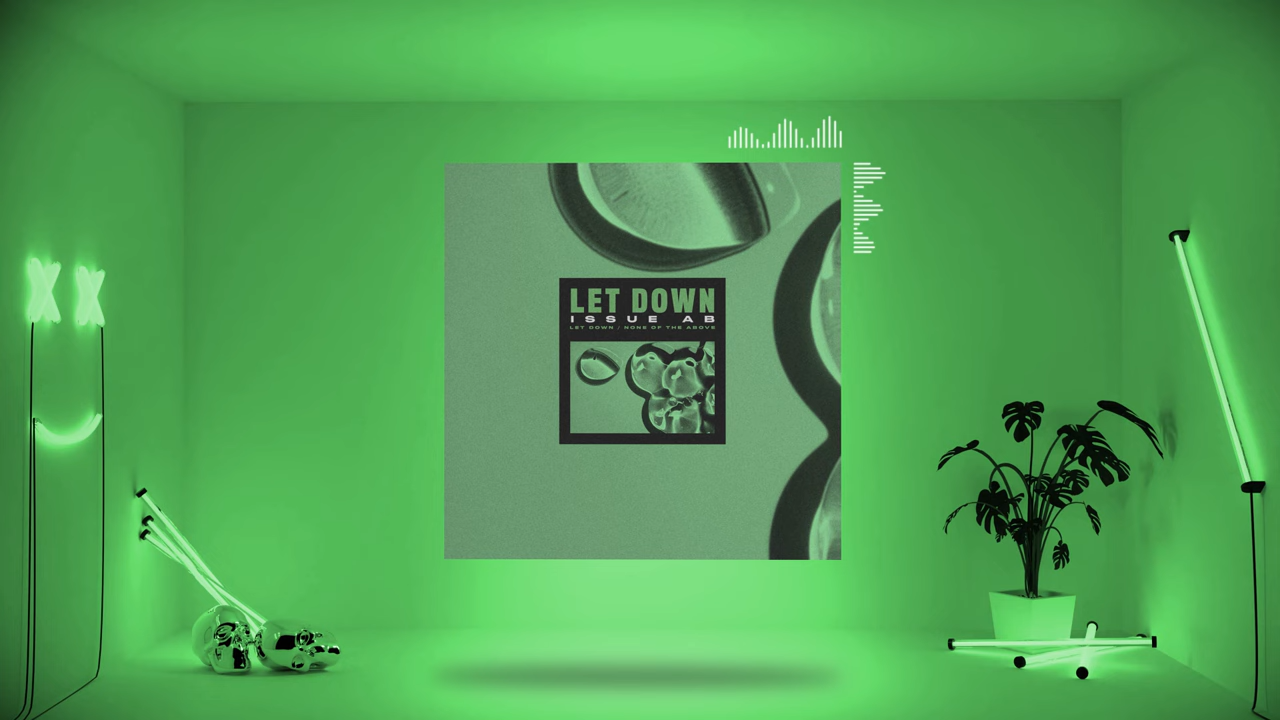 LET DOWN
ISSUE AB
LET DOWN / NONE OF THE ABOVE